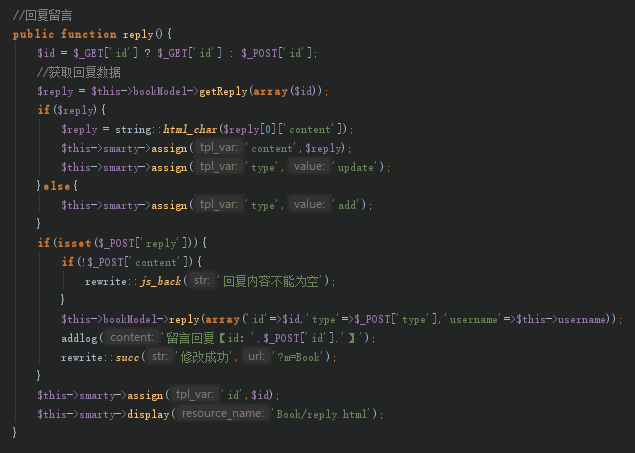 //回复留言
public function reply(){
    $id = $_GET['id'] ? $_GET['id'] : $_POST['id'];
    //获取回复数据
    $reply = $this->bookModel->getReply(array($id));
    if($reply){
        $reply = string::html_char($reply[0]['content']);
        $this->smarty->assign( tpl_var: 'content',$reply);
        $this->smarty->assign( tpl_var: 'type', value: 'update');
    }else{
        $this->smarty->assign( tpl_var: 'type', value: 'add');
    }
    if(isset($_POST['reply'])){
        if(!$_POST['content']){
            rewrite::js_back( str: '回复内容不能为空');
        }
        $this->bookModel->reply(array('id'=>$id,'type'=>$_POST['type'],'username'=>$this->username));
        addlog( content: '留言回复【id：'.$_POST['id'].'】');
        rewrite::succ( str: '修改成功', url: '?m=Book');
    }
    $this->smarty->assign( tpl_var: 'id',$id);
    $this->smarty->display( resource_name: 'Book/reply.html');
}